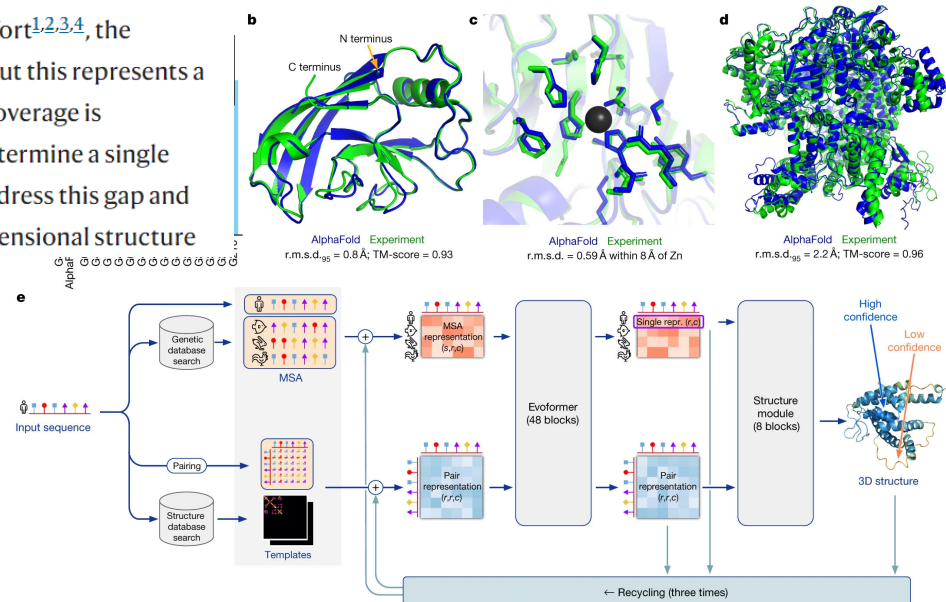 ort1,2,3,4, the
ut this represents a
overage is
termine a single
dress this gap and
ensional structure
G
AlphaF
G
G
G
G
G
G
G
G
G
G
G
G
b
N terminus
C terminus
AlphaFold Experiment
r.m.s.d.95 = 0.8 Å; TM-score = 0.93
c
AlphaFold Experiment
r.m.s.d. = 0.59 Å within 8 Å of Zn
d
AlphaFold Experiment
r.m.s.d.95 = 2.2 Å; TM-score = 0.96
e
Input sequence
Genetic
database
search
MSA
Pairing
Structure
database
search
Templates
+
+
MSA
representation
(s,r,c)
Pair
representation
(r,r,c)
Evoformer
(48 blocks)
Single repr. (r,c)
Pair
representation
(r,r,c)
Structure
module
(8 blocks)
High
confidence
Low
confidence
3D structure
← Recycling (three times)